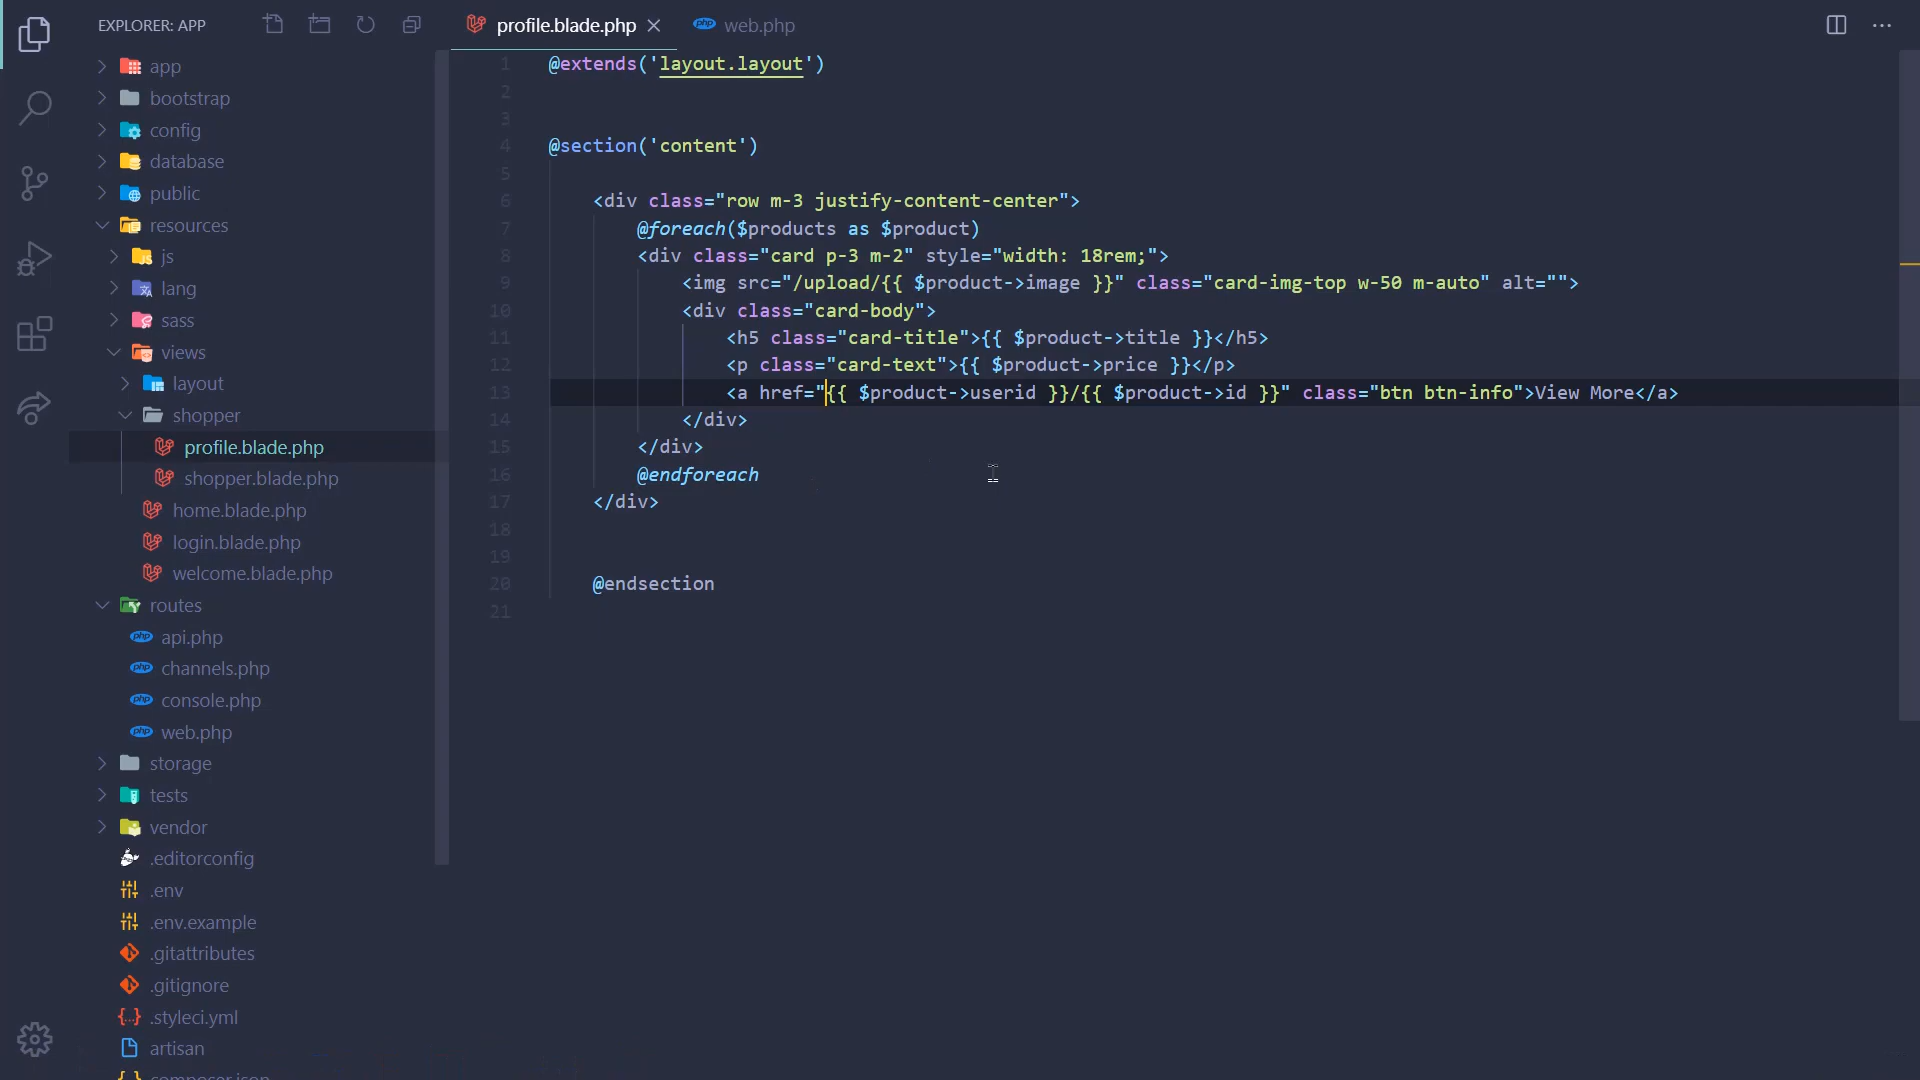 EXPLORER: APP
app
bootstrap
config
database
public
resources
js
lang
sass
views
layout
shopper
profile.blade.php
shopper.blade.php
home.blade.php
login.blade.php
welcome.blade.php
routes
api.php
channels.php
console.php
web.php
storage
tests
vendor
.editorconfig
.env
.env.example
.gitattributes
.gitignore
.styleci.yml
artisan
composer.json
profile.blade.php
php web.php
1 @extends('layout.layout')
2
3
4 @section('content')
5
6 <div class="row m-3 justify-content-center">
7 @foreach($products as $product)
8 <div class="card p-3 m-2" style="width: 18rem;">
9 <img src="/upload/{{ $product->image }}" class="card-img-top w-50 m-auto" alt="">
10 <div class="card-body">
11 <h5 class="card-title">{{ $product->title }}</h5>
12 <p class="card-text">{{ $product->price }}</p>
13 <a href="{{ $product->userid }}/{{ $product->id }}" class="btn btn-info">View More</a>
14 </div>
15 </div>
16 @endforeach
17 </div>
18
19
20 @endsection
21